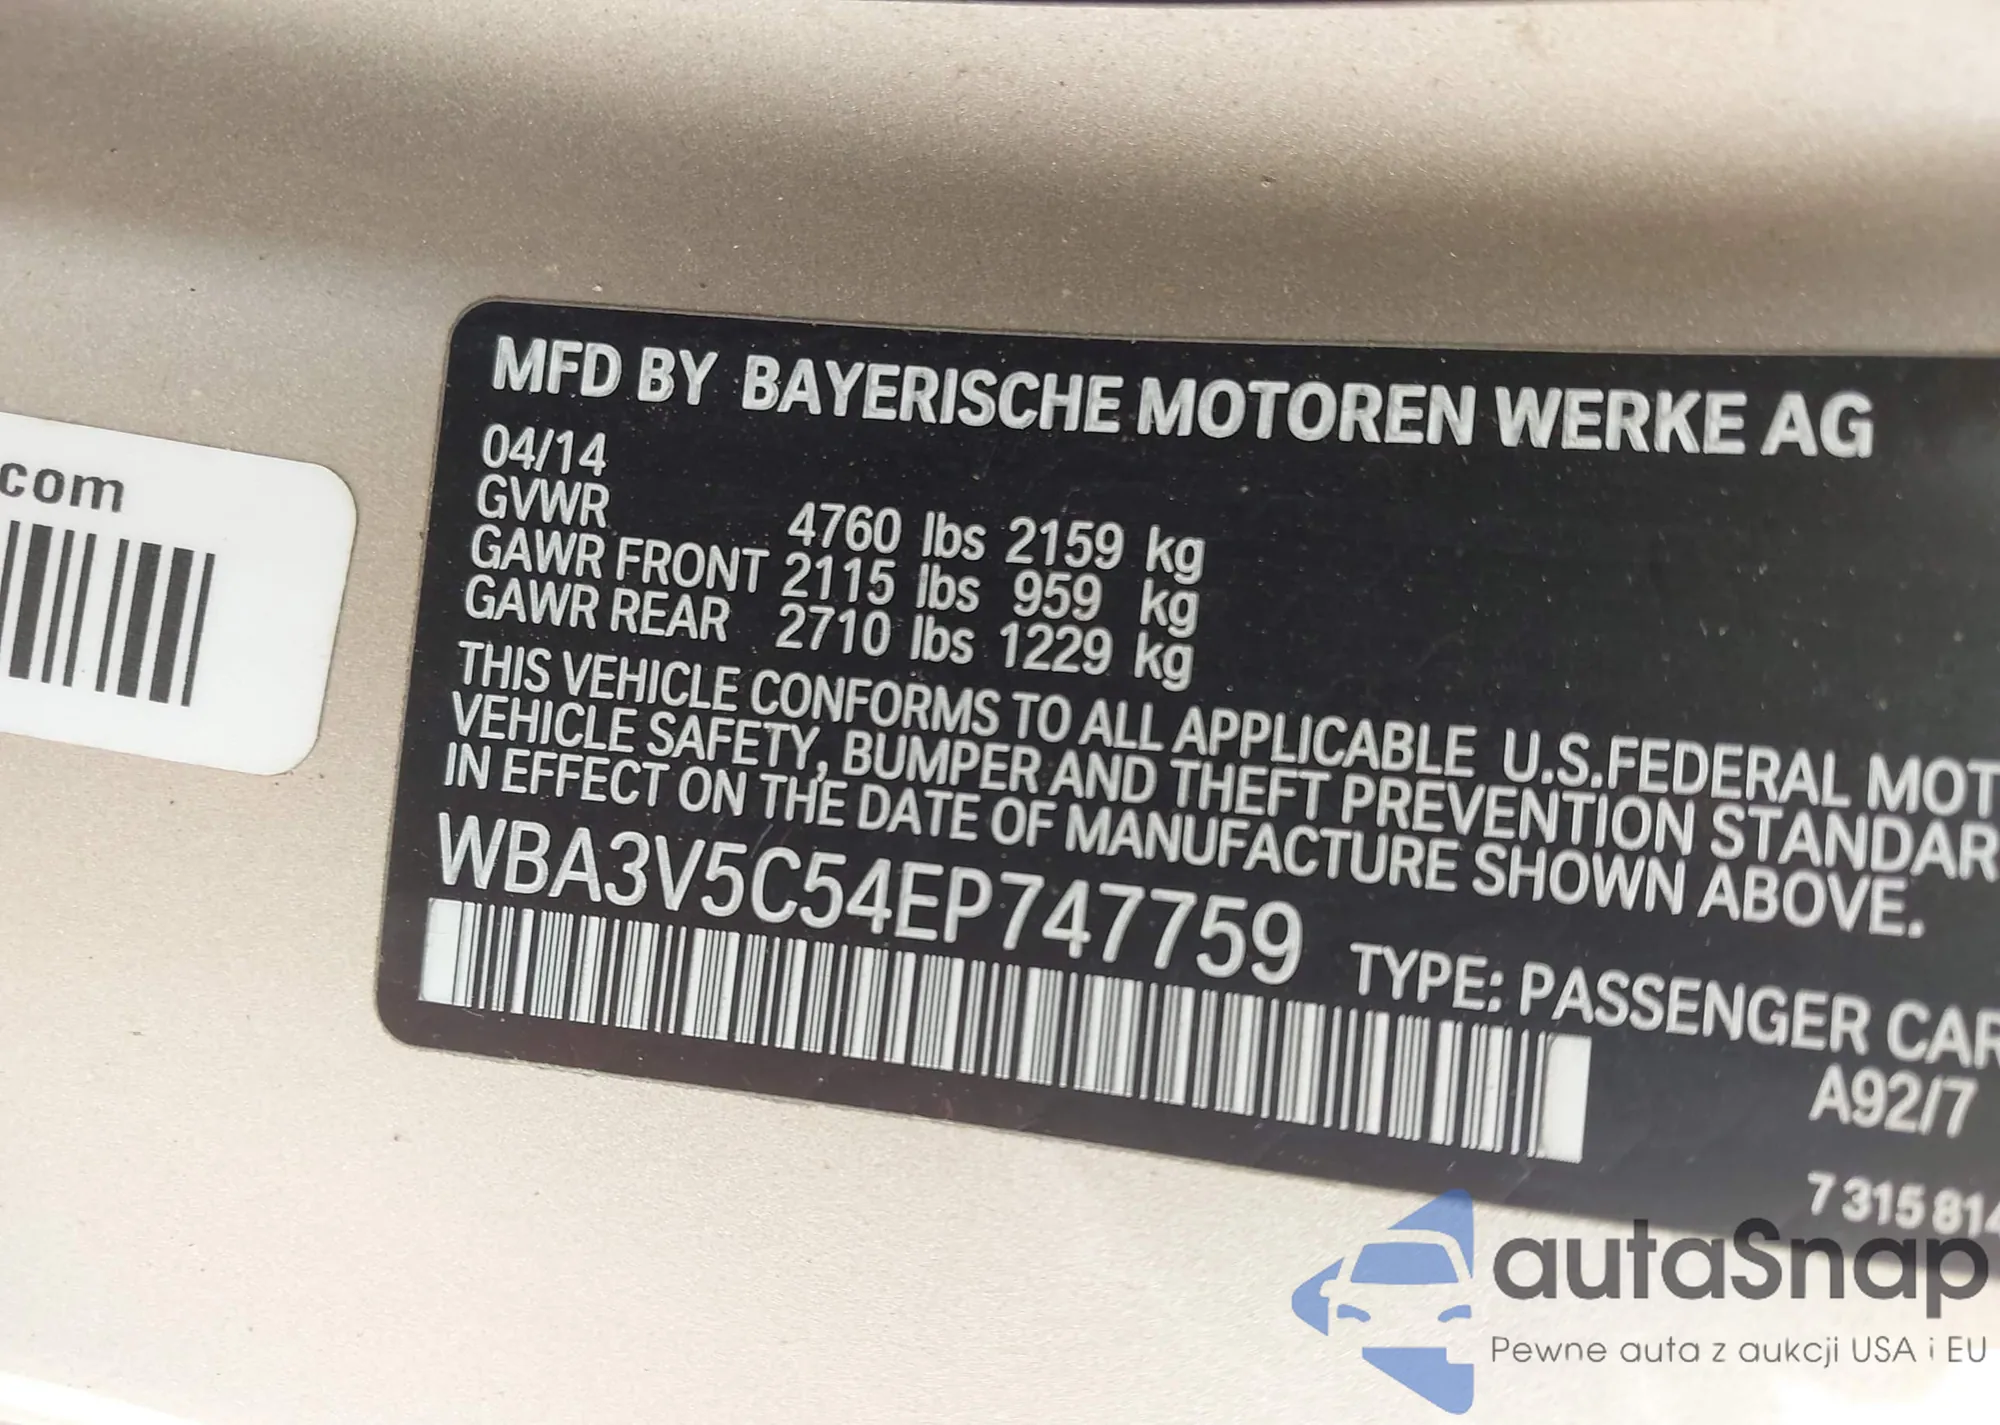 MFD BY BAYERISCHE MOTOREN WERKE AG
04/14
GVWR 4760 lbs 2159 kg
GAWR FRONT 2115 lbs 959 kg
GAWR REAR 2710 lbs 1229 kg
THIS VEHICLE CONFORMS TO ALL APPLICABLE U.S.FEDERAL MOT
VEHICLE SAFETY, BUMPER AND THEFT PREVENTION STANDAR
IN EFFECT ON THE DATE OF MANUFACTURE SHOWN ABOVE.
WBA3V5C54EP747759
TYPE: PASSENGER CAR
A92/7
7 315 814
com
autaSnap
Pewne auta z aukcji USA i EU